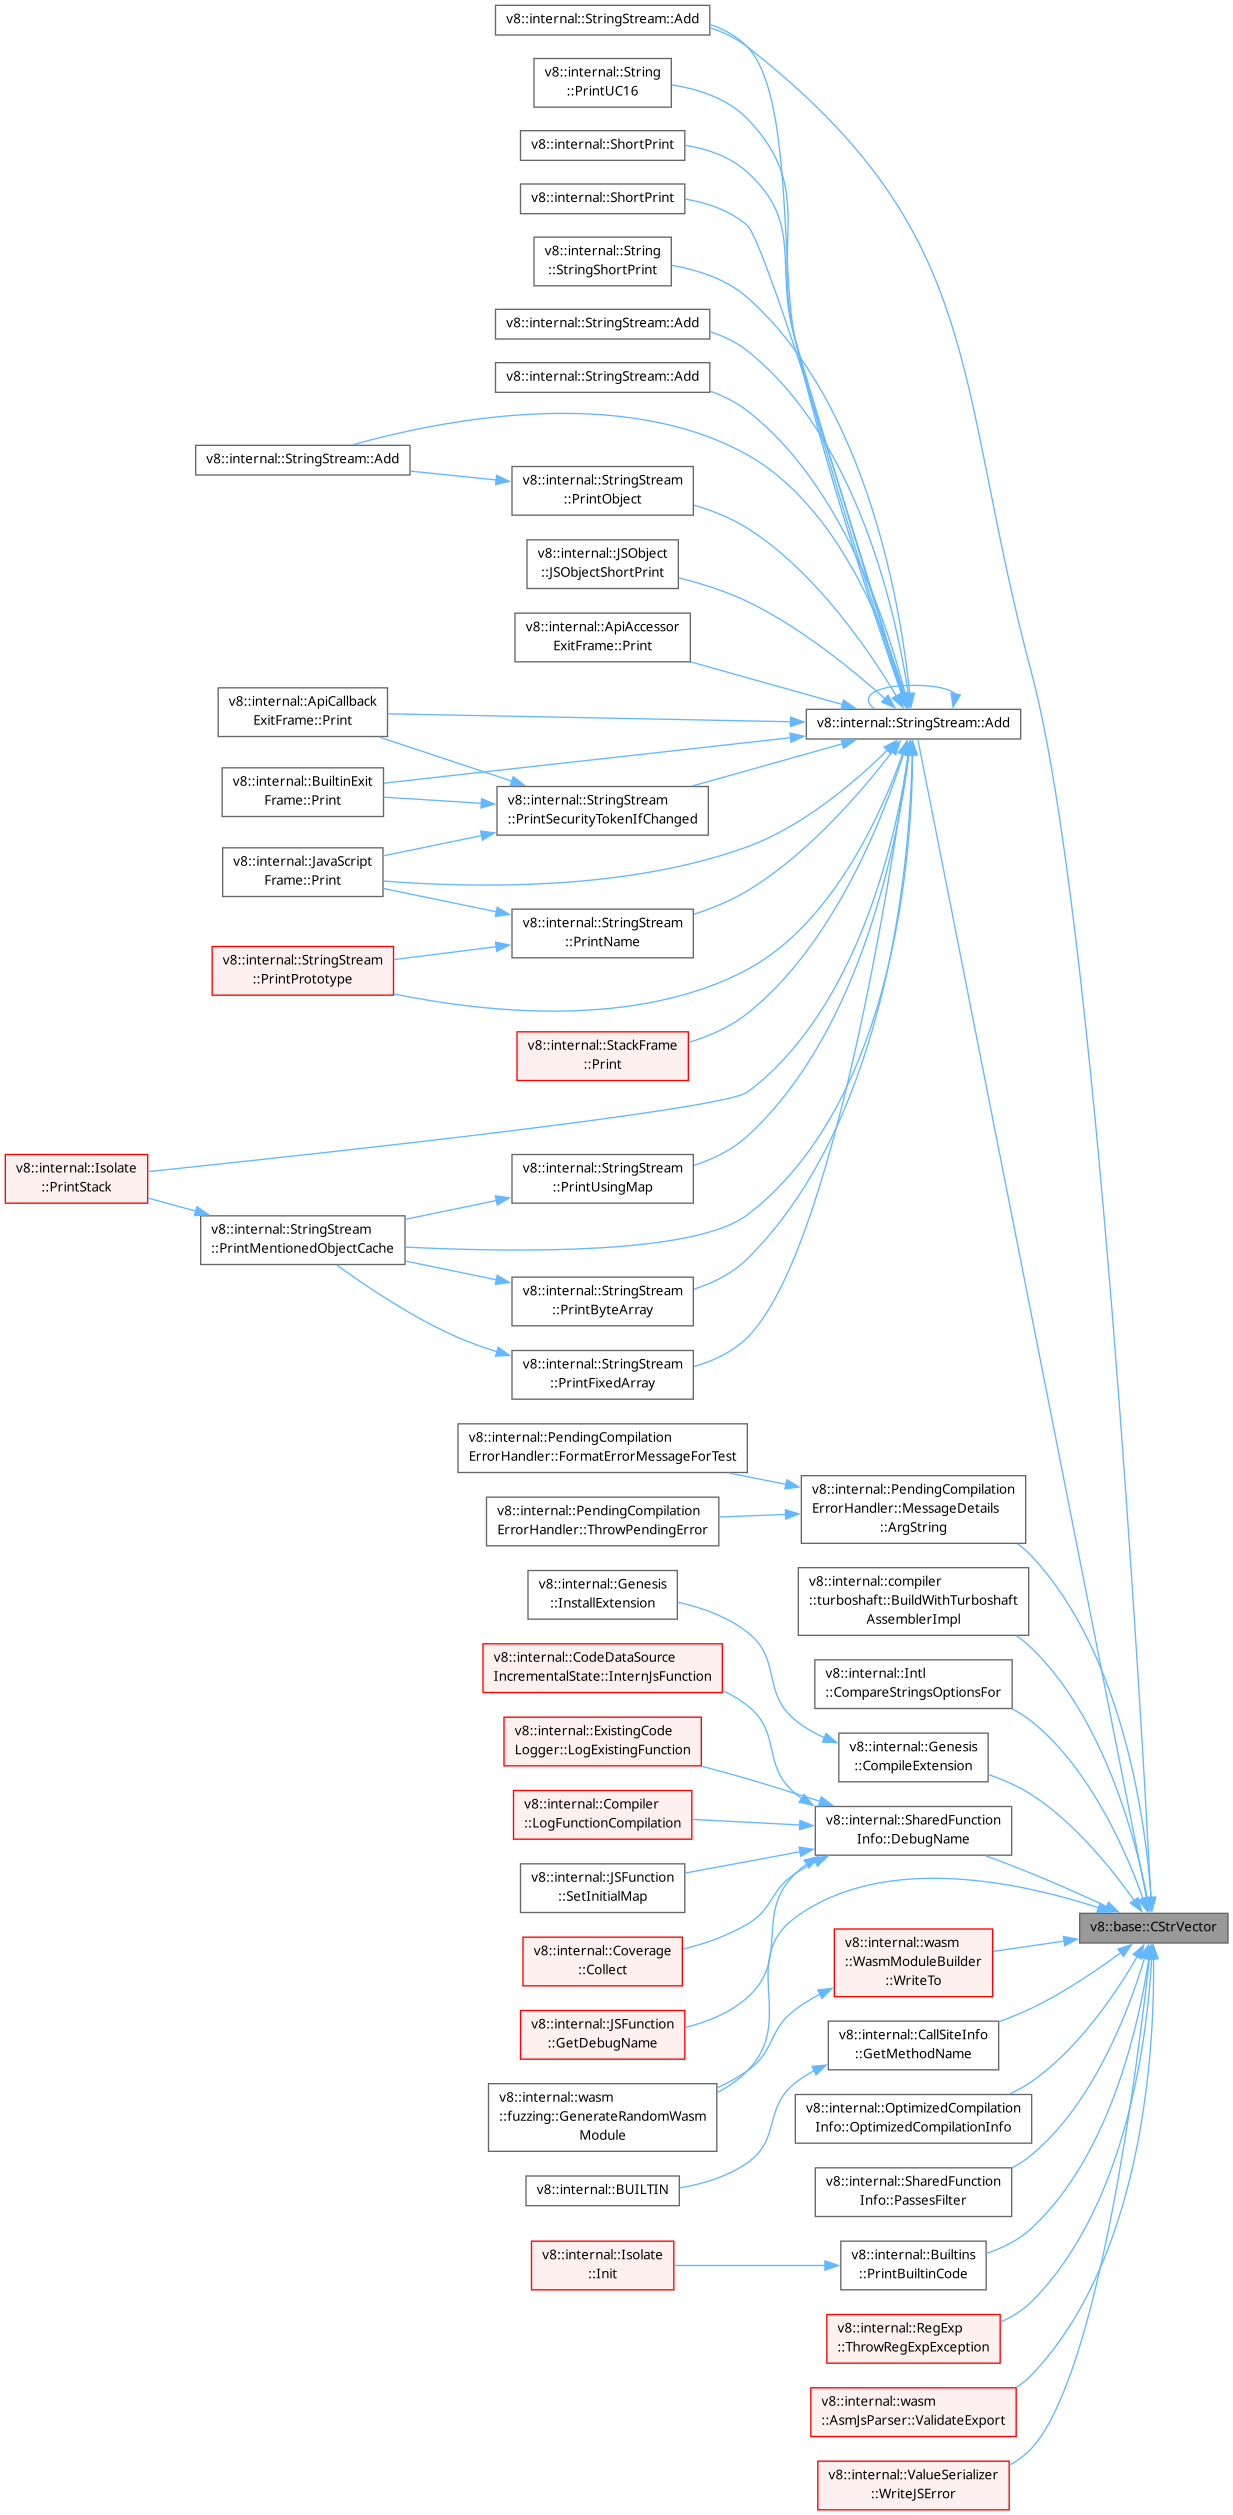 v8::internal::StringStream::Add
v8::internal::String
::PrintUC16
v8::internal::ShortPrint
v8::internal::ShortPrint
v8::internal::String
::StringShortPrint
v8::internal::StringStream::Add
v8::internal::StringStream::Add
v8::internal::StringStream::Add
v8::internal::StringStream
::PrintObject
v8::internal::JSObject
::JSObjectShortPrint
v8::internal::ApiAccessor
ExitFrame::Print
v8::internal::ApiCallback
ExitFrame::Print
v8::internal::StringStream::Add
v8::internal::BuiltinExit
Frame::Print
v8::internal::StringStream
::PrintSecurityTokenIfChanged
v8::internal::JavaScript
Frame::Print
v8::internal::StringStream
::PrintName
v8::internal::StringStream
::PrintPrototype
v8::internal::StackFrame
::Print
v8::internal::Isolate
::PrintStack
v8::internal::StringStream
::PrintUsingMap
v8::internal::StringStream
::PrintMentionedObjectCache
v8::internal::StringStream
::PrintByteArray
v8::internal::StringStream
::PrintFixedArray
v8::internal::PendingCompilation
ErrorHandler::FormatErrorMessageForTest
v8::internal::PendingCompilation
ErrorHandler::MessageDetails
::ArgString
v8::internal::PendingCompilation
ErrorHandler::ThrowPendingError
v8::internal::compiler
::turboshaft::BuildWithTurboshaft
AssemblerImpl
v8::internal::Genesis
::InstallExtension
v8::internal::CodeDataSource
IncrementalState::InternJsFunction
v8::internal::Intl
::CompareStringsOptionsFor
v8::internal::ExistingCode
Logger::LogExistingFunction
v8::internal::Genesis
::CompileExtension
v8::internal::Compiler
::LogFunctionCompilation
v8::internal::SharedFunction
Info::DebugName
v8::internal::JSFunction
::SetInitialMap
v8::base::CStrVector
v8::internal::Coverage
::Collect
v8::internal::wasm
::WasmModuleBuilder
::WriteTo
v8::internal::JSFunction
::GetDebugName
v8::internal::CallSiteInfo
::GetMethodName
v8::internal::wasm
::fuzzing::GenerateRandomWasm
Module
v8::internal::OptimizedCompilation
Info::OptimizedCompilationInfo
v8::internal::BUILTIN
v8::internal::SharedFunction
Info::PassesFilter
v8::internal::Isolate
::Init
v8::internal::Builtins
::PrintBuiltinCode
v8::internal::RegExp
::ThrowRegExpException
v8::internal::wasm
::AsmJsParser::ValidateExport
v8::internal::ValueSerializer
::WriteJSError